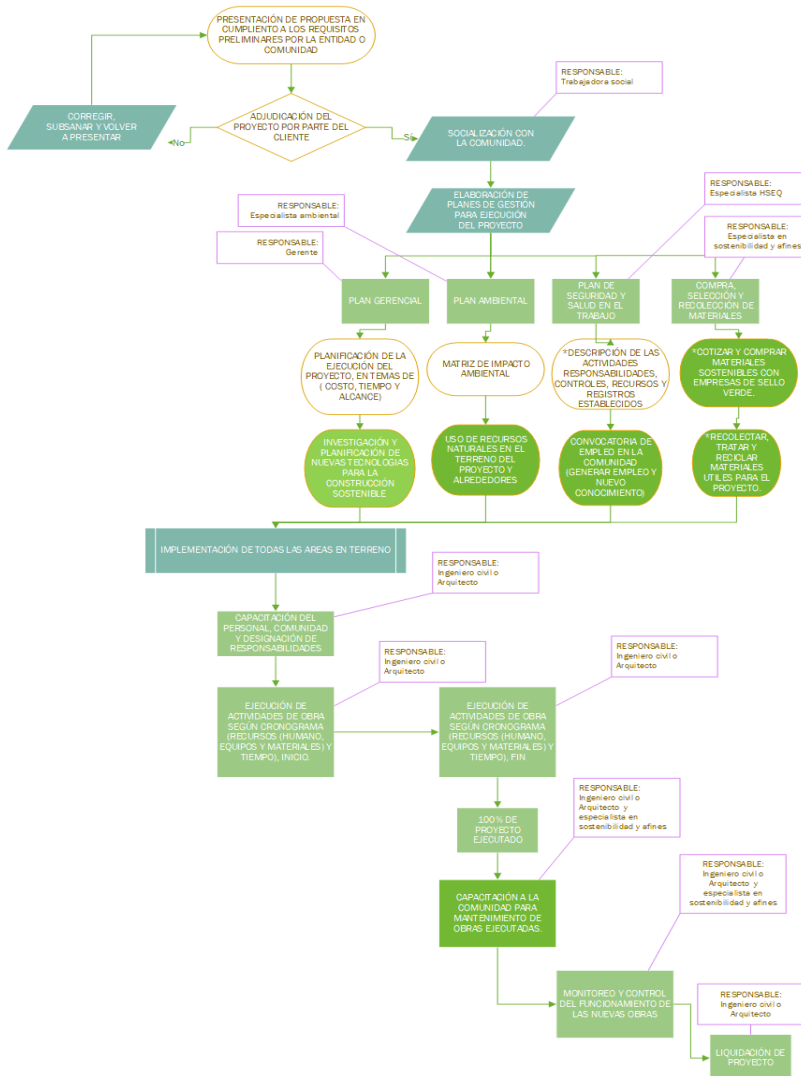 PRESENTACIÓN DE PROPUESTA EN
CUMPLIENTO A LOS REQUISITOS
PRELIMINARES POR LA ENTIDAD O
COMUNIDAD
RESPONSABLE:
Trabajadora social
CORREGIR,
SUBSANAR Y VOLVER
A PRESENTAR
No
ADJUDICACIÓN DEL
PROYECTO POR PARTE DEL
CLIENTE
Sí
SOCIALIZACIÓN CON
LA COMUNIDAD.
ELABORACIÓN DE
PLANES DE GESTIÓN
PARA EJECUCIÓN
DEL PROYECTO
RESPONSABLE:
Especialista HSEQ
RESPONSABLE:
Especialista ambiental
RESPONSABLE:
Especialista en
sostenibilidad y afines
RESPONSABLE:
Gerente
PLAN GERENCIAL
PLAN AMBIENTAL
PLAN DE
SEGURIDAD Y
SALUD EN EL
TRABAJO
COMPRA,
SELECCIÓN Y
RECOLECCIÓN DE
MATERIALES
PLANIFICACIÓN DE LA
EJECUCIÓN DEL
PROYECTO, EN TEMAS DE
( COSTO, TIEMPO Y
ALCANCE)
MATRIZ DE IMPACTO
AMBIENTAL
*DESCRIPCIÓN DE LAS
ACTIVIDADES
RESPONSABILIDADES,
CONTROLES, RECURSOS Y
REGISTROS
ESTABLECIDOS
*COTIZAR Y COMPRAR
MATERIALES
SOSTENIBLES CON
EMPRESAS DE SELLO
VERDE.
INVESTIGACIÓN Y
PLANIFICACIÓN DE
NUEVAS TECNOLOGIAS
PARA LA
CONSTRUCCIÓN
SOSTENIBLE
USO DE RECURSOS
NATURALES EN EL
TERRENO DEL
PROYECTO Y
ALREDEDORES
CONVOCATORIA DE
EMPLEO EN LA
COMUNIDAD
(GENERAR EMPLEO Y
NUEVO
CONOCIMIENTO)
*RECOLECTAR,
TRATAR Y
RECICLAR
MATERIALES
UTILES PARA EL
PROYECTO.
IMPLEMENTACIÓN DE TODAS LAS AREAS EN TERRENO
RESPONSABLE:
Ingeniero civil o
Arquitecto
CAPACITACIÓN DEL
PERSONAL, COMUNIDAD
Y DESIGNACIÓN DE
RESPONSABILIDADES
RESPONSABLE:
Ingeniero civil o
Arquitecto
RESPONSABLE:
Ingeniero civil o
Arquitecto
EJECUCIÓN DE
ACTIVIDADES DE OBRA
SEGÚN CRONOGRAMA
(RECURSOS (HUMANO,
EQUIPOS Y MATERIALES) Y
TIEMPO), INICIO.
EJECUCIÓN DE
ACTIVIDADES DE OBRA
SEGÚN CRONOGRAMA
(RECURSOS (HUMANO,
EQUIPOS Y MATERIALES) Y
TIEMPO), FIN
RESPONSABLE:
Ingeniero civil o
Arquitecto y
especialista en
sostenibilidad y afines
100% DE
PROYECTO
EJECUTADO
RESPONSABLE:
Ingeniero civil o
Arquitecto y
especialista en
sostenibilidad y afines
CAPACITACIÓN A LA
COMUNIDAD PARA
MANTENIMIENTO DE
OBRAS EJECUTADAS.
MONITOREO Y CONTROL
DEL FUNCIONAMIENTO DE
LAS NUEVAS OBRAS
RESPONSABLE:
Ingeniero civil o
Arquitecto
LIQUIDACIÓN DE
PROYECTO